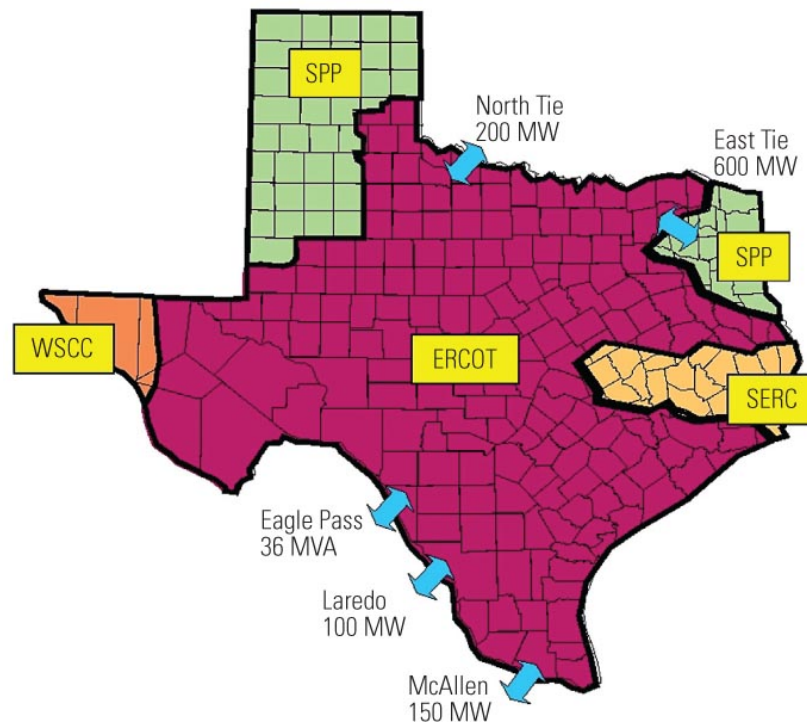 SPP
North Tie
200 MW
East Tie
600 MW
SPP
WSCC
ERCOT
SERC
Eagle Pass
36 MVA
Laredo
100 MW
McAllen
150 MW